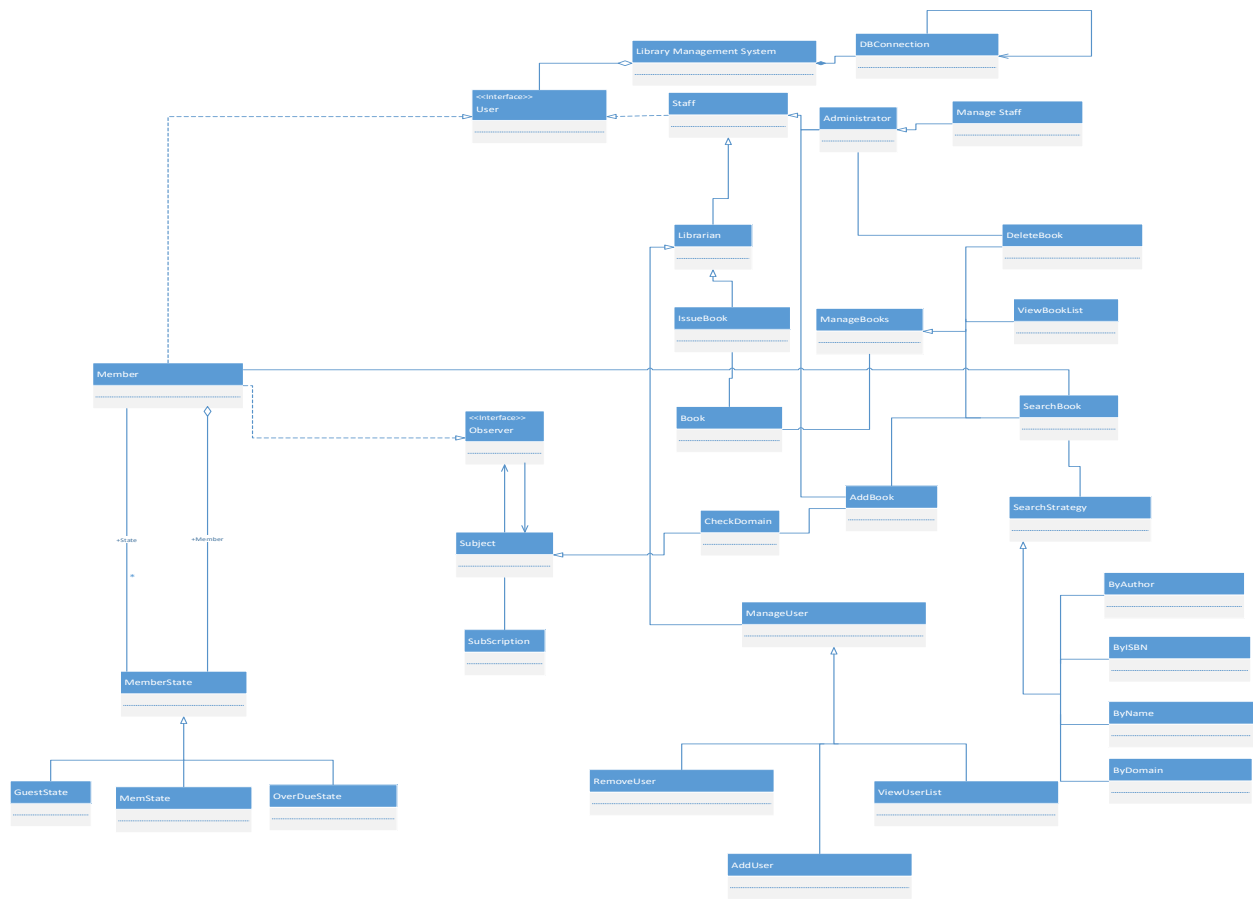 DBConnection
Library Management System
<<Interface>>
User
Staff
Administrator
Manage Staff
Librarian
DeleteBook
IssueBook
ManageBooks
ViewBookList
Member
<<Interface>>
Observer
Book
SearchBook
AddBook
SearchStrategy
CheckDomain
+State
+Member
Subject
*
ByAuthor
ManageUser
SubScription
ByISBN
MemberState
ByName
RemoveUser
ByDomain
GuestState
MemState
OverDueState
ViewUserList
AddUser